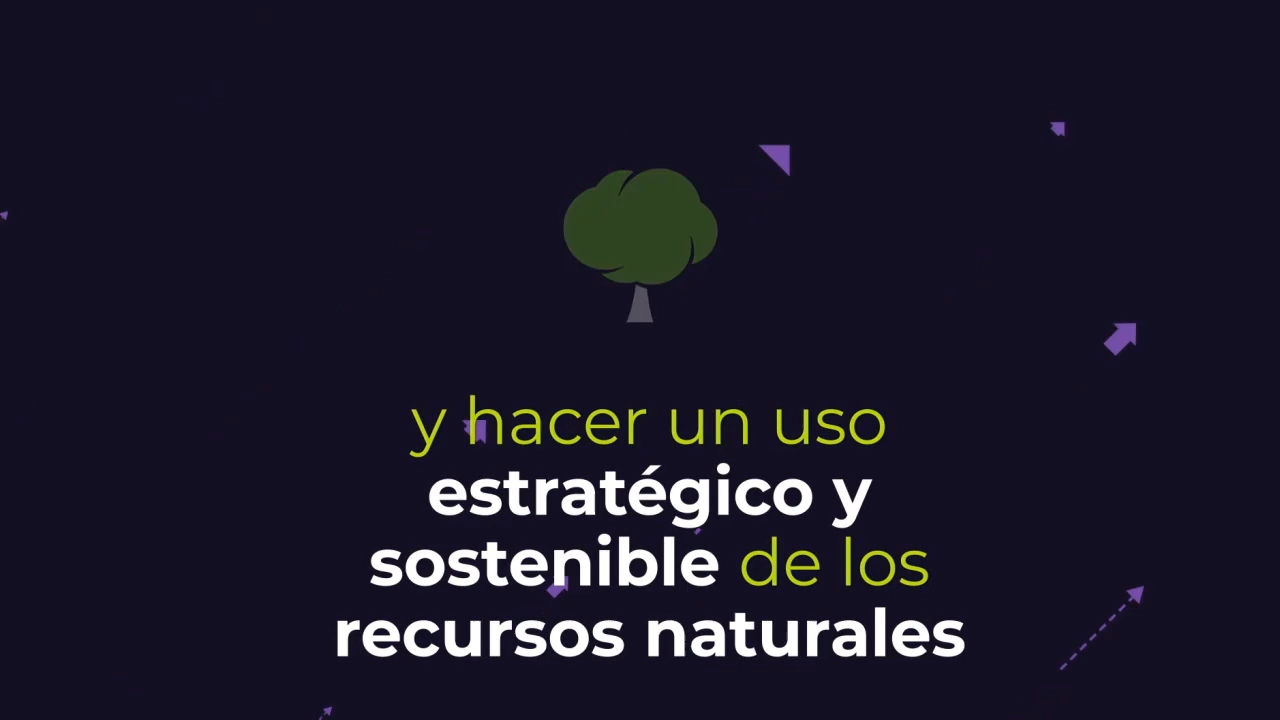 y hacer un uso
estratégico y
sostenible de los
recursos naturales